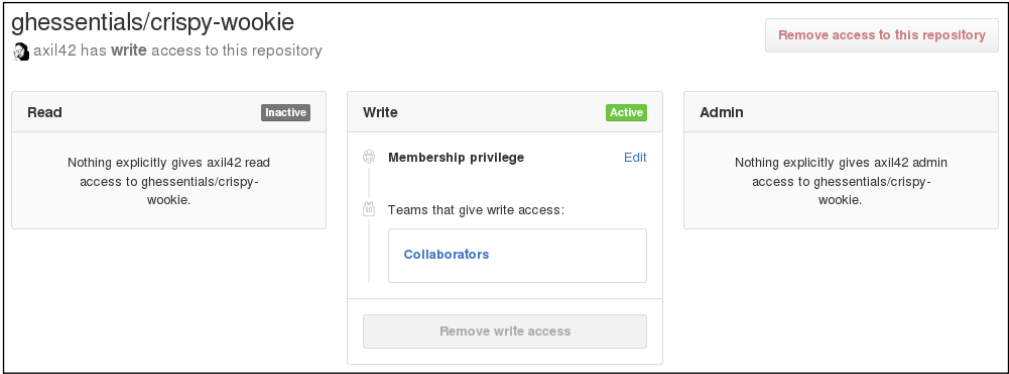 ghessentials/crispy-wookie
axil42 has write access to this repository
Remove access to this repository
Read
Inactive
Nothing explicitly gives axil42 read
access to ghessentials/crispy-
wookie.
Write
Active
Membership privilege
Edit
Teams that give write access:
Collaborators
Remove write access
Admin
Nothing explicitly gives axil42 admin
access to ghessentials/crispy-
wookie.